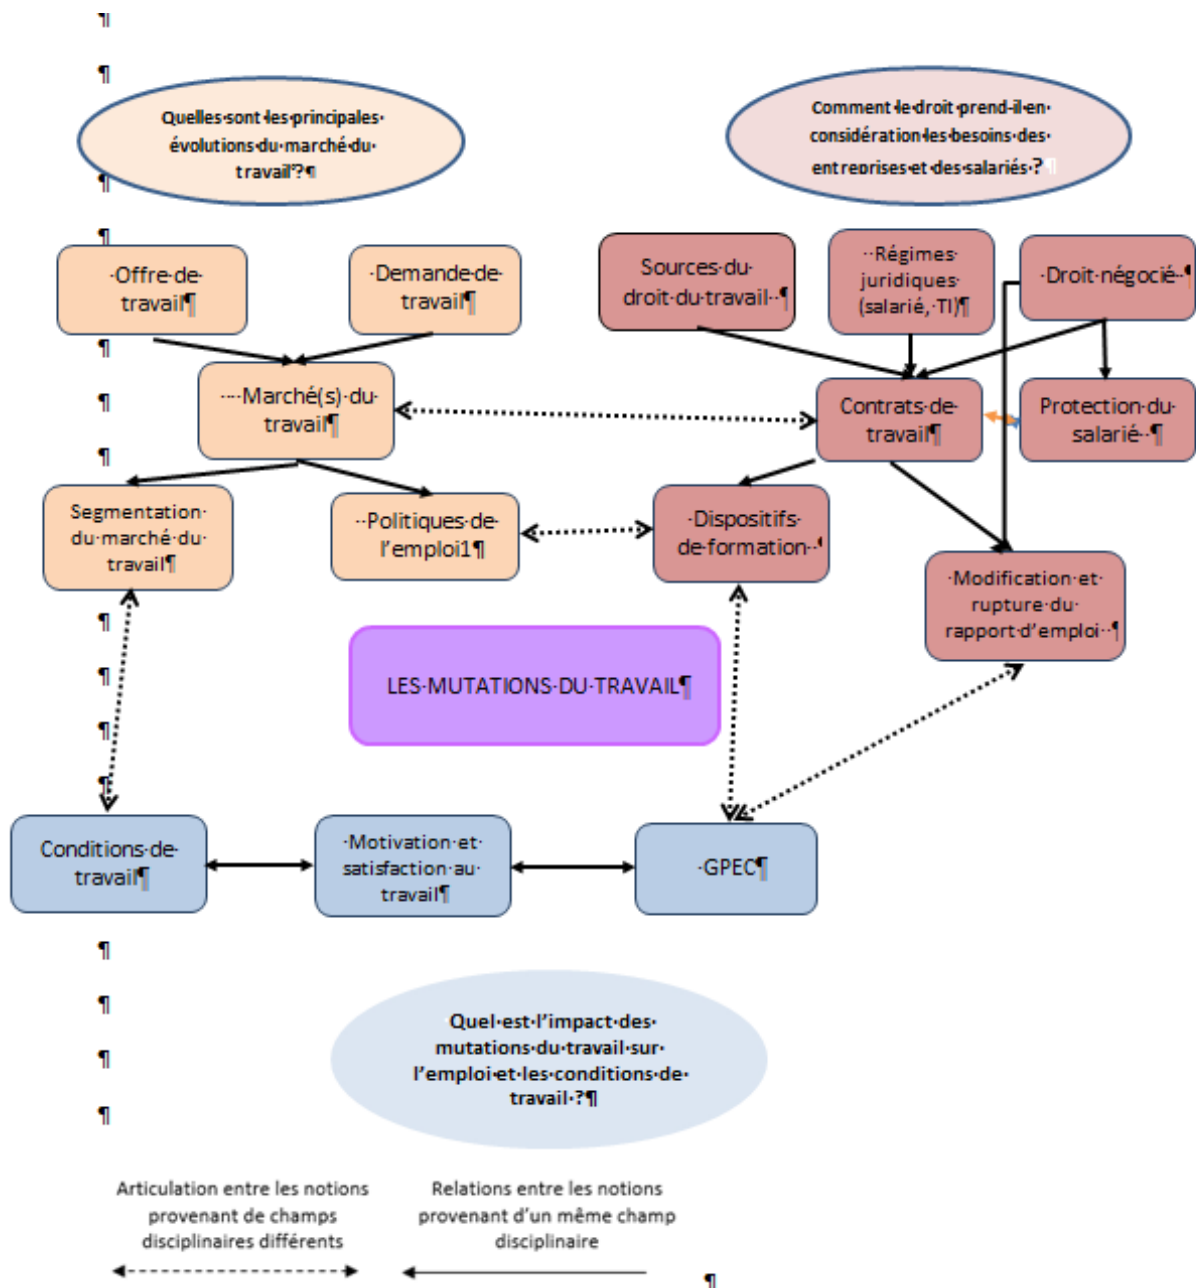 Quelles sont les principales
évolutions du marché du
travail ?
Comment le droit prend-il en
considération les besoins des
entreprises et des salariés ?
Offre de
travail
Demande de
travail
Sources du
droit du travail
Régimes
juridiques
(salarié, TI)
Droit négocié
Marché(s) du
travail
Contrats de
travail
Protection du
salarié
Segmentation
du marché du
travail
Politiques de
l'emploi1
Dispositifs
de formation
Modification et
rupture du
rapport d'emploi
LES MUTATIONS DU TRAVAIL
Conditions de
travail
Motivation et
satisfaction au
travail
GPEC
Quel est l'impact des
mutations du travail sur
l'emploi et les conditions de
travail ?
Articulation entre les notions
provenant de champs
disciplinaires différents
Relations entre les notions
provenant d'un même champ
disciplinaire